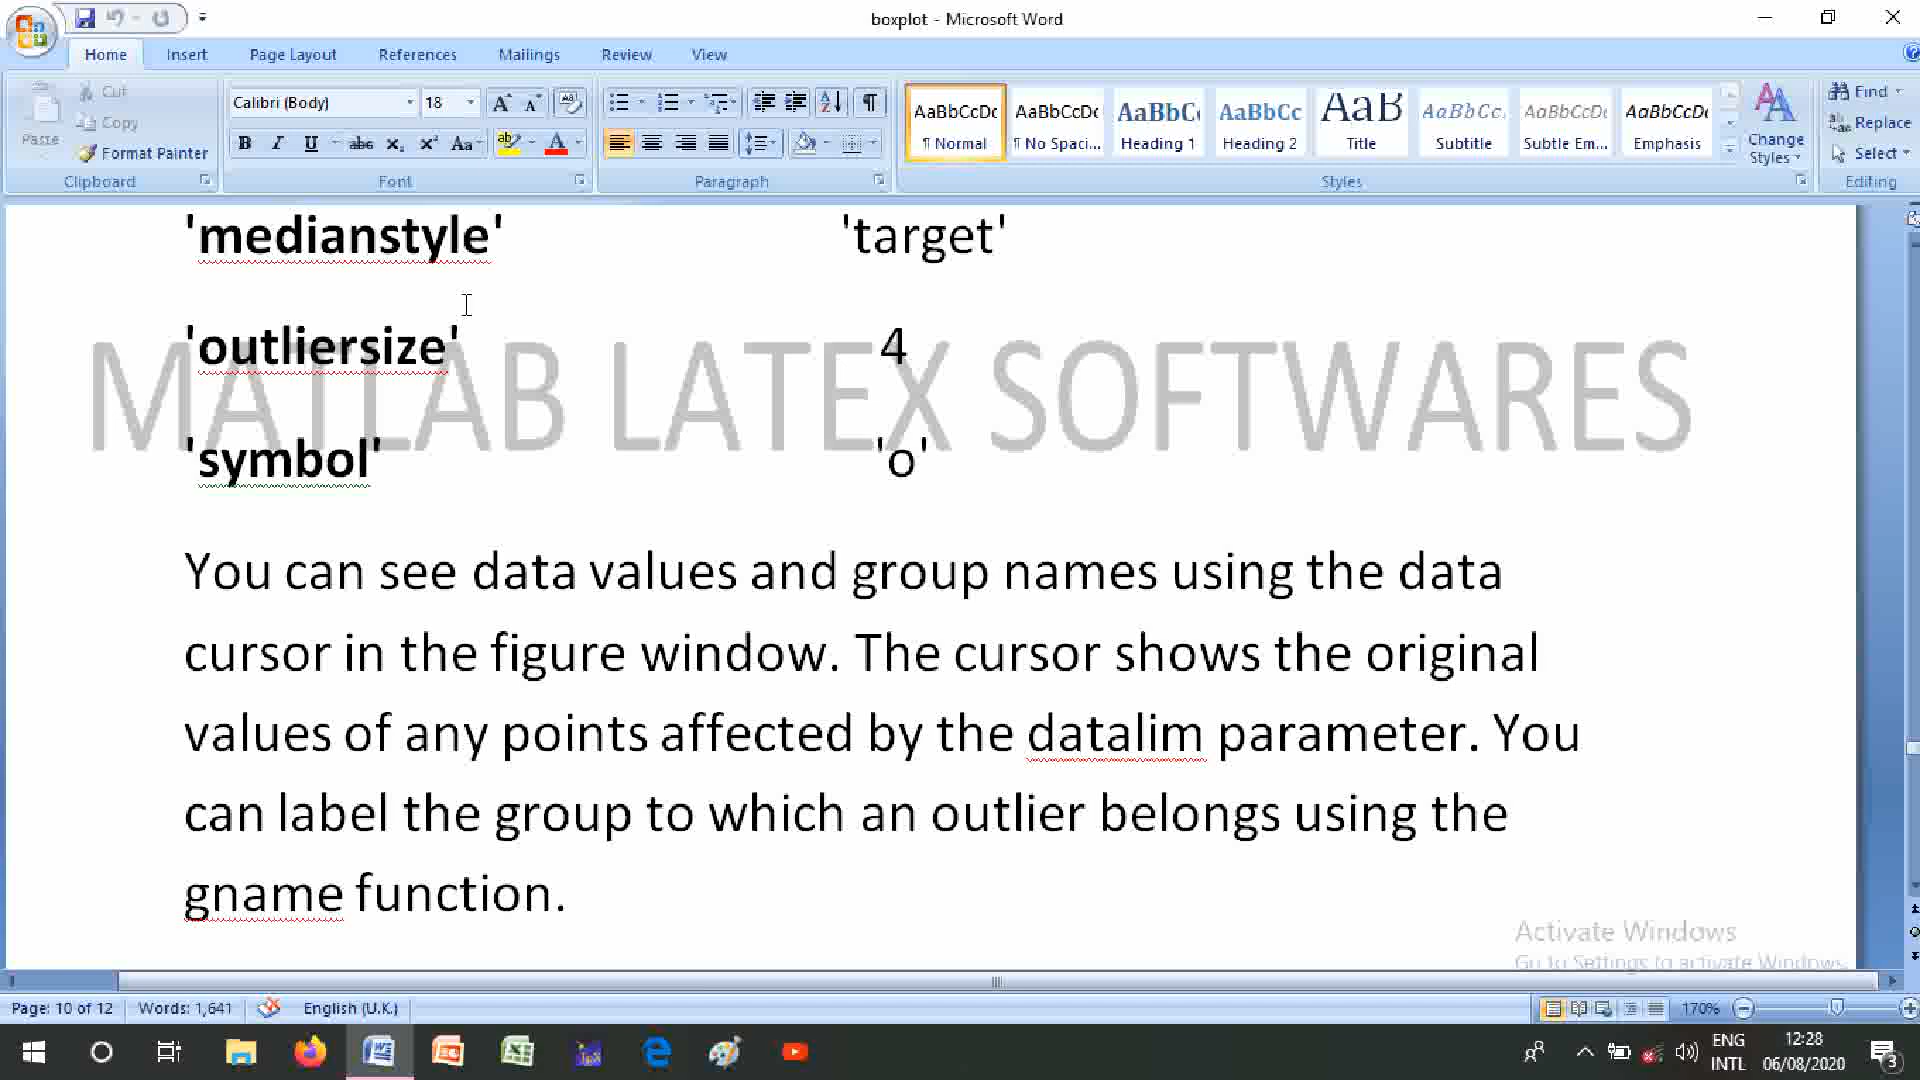 boxplot - Microsoft Word
Home Insert Page Layout References Mailings Review View
Paste
Cut
Copy
Format Painter
Clipboard
Calibri (Body) 18
B I U abe X₂ X² Aa
Font
Paragraph
AaBbCcDc AaBbCcDc AaBbC AaBbCc AaB AaBbCc. AaBbCcDc AaBbCcDc
¶ Normal ¶ No Spaci... Heading 1 Heading 2 Title Subtitle Subtle Em... Emphasis
Styles
Change
Styles
Find
Replace
Select
Editing
'medianstyle' 'target'
'outliersize' 4
MATLAB LATEX SOFTWARES
'symbol' 'o'
You can see data values and group names using the data
cursor in the figure window. The cursor shows the original
values of any points affected by the datalim parameter. You
can label the group to which an outlier belongs using the
gname function.
Activate Windows
Go to Settings to activate Windows.
Page: 10 of 12 Words: 1,641 English (U.K.) 170%
ENG 12:28
INTL 06/08/2020
3